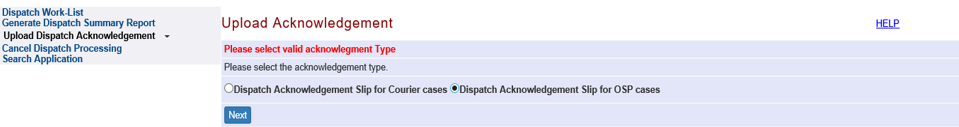 Dispatch Work-List
Generate Dispatch Summary Report
Upload Dispatch Acknowledgement
Cancel Dispatch Processing
Search Application
Upload Acknowledgement
HELP
Please select valid acknowlegment Type
Please select the acknowledgement type.
Dispatch Acknowledgement Slip for Courier cases Dispatch Acknowledgement Slip for OSP cases
Next